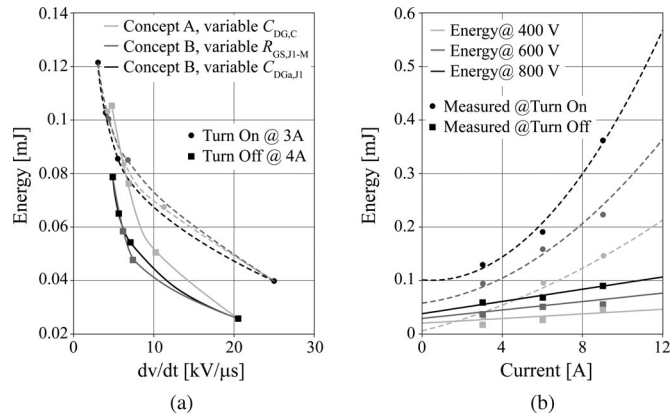 Concept A, variable C_DG,C
Concept B, variable R_GS,J1-M
Concept B, variable C_DGa,J1
Turn On @ 3A
Turn Off @ 4A
Energy [mJ]
0.14
0.12
0.1
0.08
0.06
0.04
0.02
0
10
20
30
dv/dt [kV/µs]
(a)
Energy@ 400 V
Energy@ 600 V
Energy@ 800 V
Measured @Turn On
Measured @Turn Off
Energy [mJ]
0.6
0.5
0.4
0.3
0.2
0.1
0
0
4
8
12
Current [A]
(b)